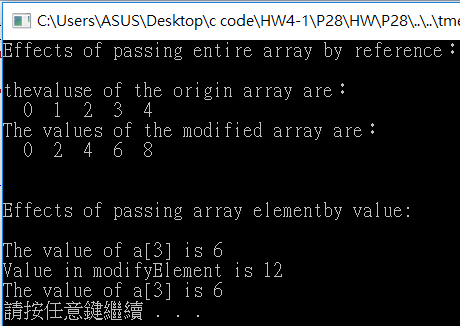 C:\Users\ASUS\Desktop\c code\HW4-1\P28\HW\P28\..\..\tme
Effects of passing entire array by reference：
thevaluse of the origin array are：
0 1 2 3 4
The values of the modified array are：
0 2 4 6 8
Effects of passing array elementby value:
The value of a[3] is 6
Value in modifyElement is 12
The value of a[3] is 6
請按任意鍵繼續 . . .